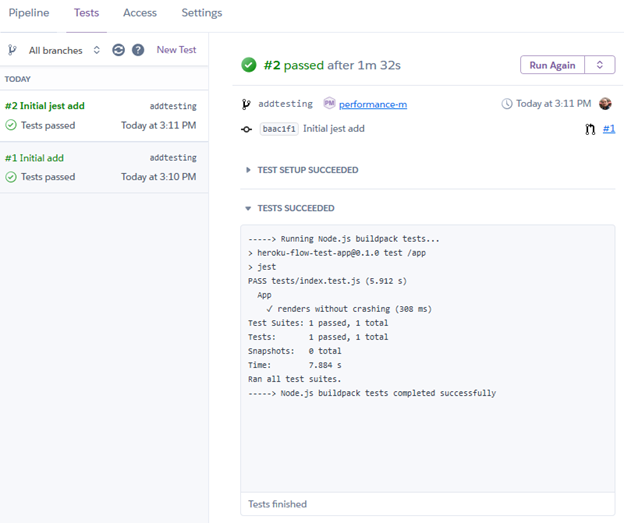 Pipeline Tests Access Settings
All branches ? New Test
TODAY
#2 Initial jest add addtesting
Tests passed Today at 3:11 PM
#1 Initial add addtesting
Tests passed Today at 3:10 PM
#2 passed after 1m 32s Run Again
addtesting PM performance-m Today at 3:11 PM
baac1f1 Initial jest add #1
TEST SETUP SUCCEEDED
TESTS SUCCEEDED
-----> Running Node.js buildpack tests...
> heroku-flow-test-app@0.1.0 test /app
> jest
PASS tests/index.test.js (5.912 s)
App
✓ renders without crashing (308 ms)
Test Suites: 1 passed, 1 total
Tests: 1 passed, 1 total
Snapshots: 0 total
Time: 7.884 s
Ran all test suites.
-----> Node.js buildpack tests completed successfully
Tests finished